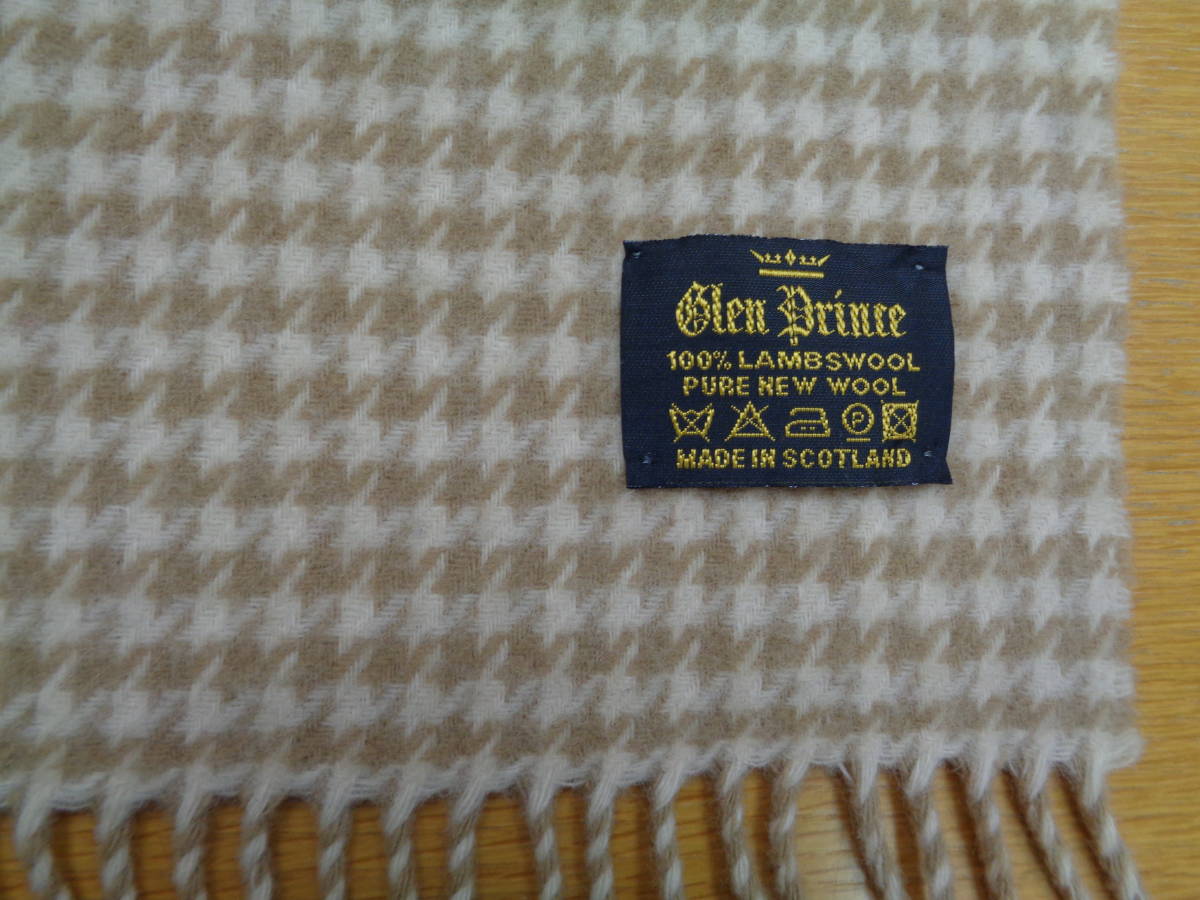 Glen Prince
100% LAMBSWOOL
PURE NEW WOOL
P
MADE IN SCOTLAND